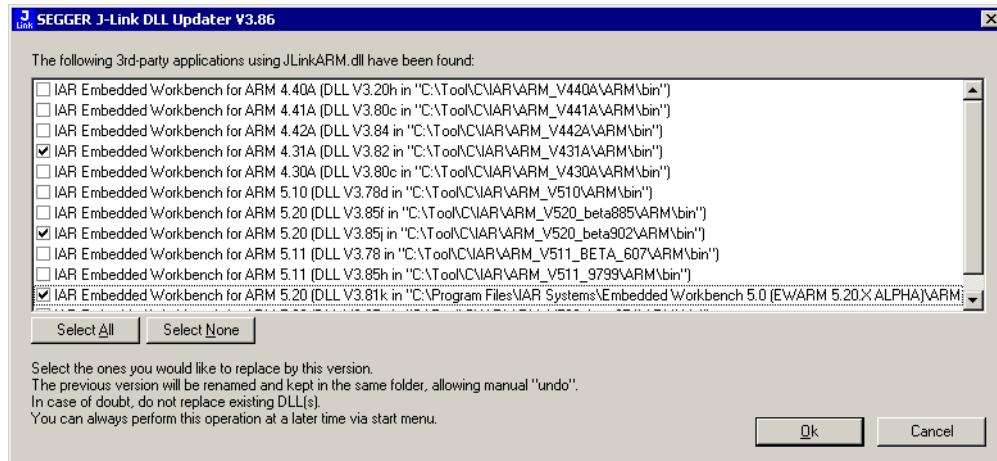 J Link SEGGER J-Link DLL Updater V3.86
The following 3rd-party applications using JLinkARM.dll have been found:
IAR Embedded Workbench for ARM 4.40A (DLL V3.20h in "C:\Tool\C\IAR\ARM_V440A\ARM\bin")
IAR Embedded Workbench for ARM 4.41A (DLL V3.80c in "C:\Tool\C\IAR\ARM_V441A\ARM\bin")
IAR Embedded Workbench for ARM 4.42A (DLL V3.84 in "C:\Tool\C\IAR\ARM_V442A\ARM\bin")
IAR Embedded Workbench for ARM 4.31A (DLL V3.82 in "C:\Tool\C\IAR\ARM_V431A\ARM\bin")
IAR Embedded Workbench for ARM 4.30A (DLL V3.80c in "C:\Tool\C\IAR\ARM_V430A\ARM\bin")
IAR Embedded Workbench for ARM 5.10 (DLL V3.78d in "C:\Tool\C\IAR\ARM_V510\ARM\bin")
IAR Embedded Workbench for ARM 5.20 (DLL V3.85f in "C:\Tool\C\IAR\ARM_V520_beta885\ARM\bin")
IAR Embedded Workbench for ARM 5.20 (DLL V3.85j in "C:\Tool\C\IAR\ARM_V520_beta902\ARM\bin")
IAR Embedded Workbench for ARM 5.11 (DLL V3.78 in "C:\Tool\C\IAR\ARM_V511_BETA_607\ARM\bin")
IAR Embedded Workbench for ARM 5.11 (DLL V3.85h in "C:\Tool\C\IAR\ARM_V511_9799\ARM\bin")
IAR Embedded Workbench for ARM 5.20 (DLL V3.81k in "C:\Program Files\IAR Systems\Embedded Workbench 5.0 (EWARM 5.20.X ALPHA)\ARM
Select All Select None
Select the ones you would like to replace by this version.
The previous version will be renamed and kept in the same folder, allowing manual "undo".
In case of doubt, do not replace existing DLL(s).
You can always perform this operation at a later time via start menu.
Ok Cancel